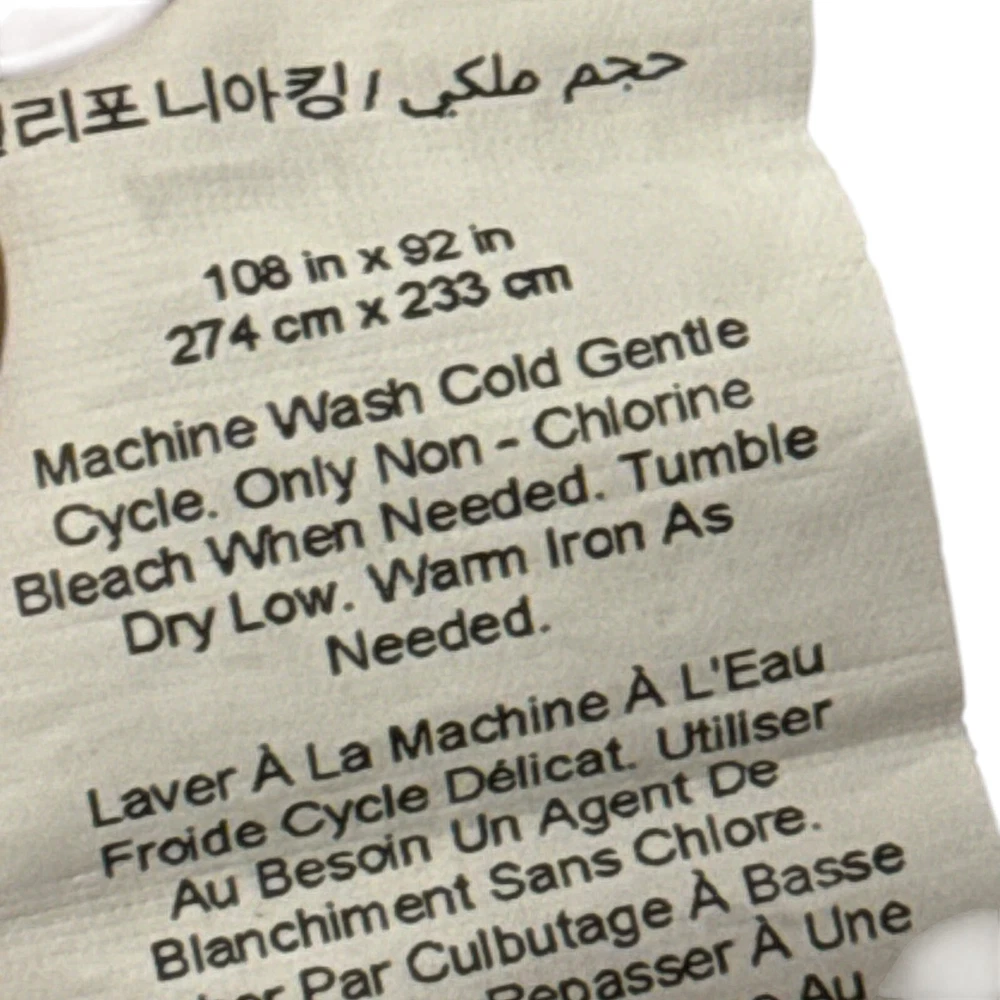 리포니아킹 / حجم ملكي
108 in x 92 in
274 cm x 233 cm
Machine Wash Cold Gentle
Cycle. Only Non - Chlorine
Bleach When Needed. Tumble
Dry Low. Warm Iron As
Needed.
Laver À La Machine À L'Eau
Froide Cycle Délicat. Utiliser
Au Besoin Un Agent De
Blanchiment Sans Chlore.
Par Culbutage À Basse
Repasser À Une
Au